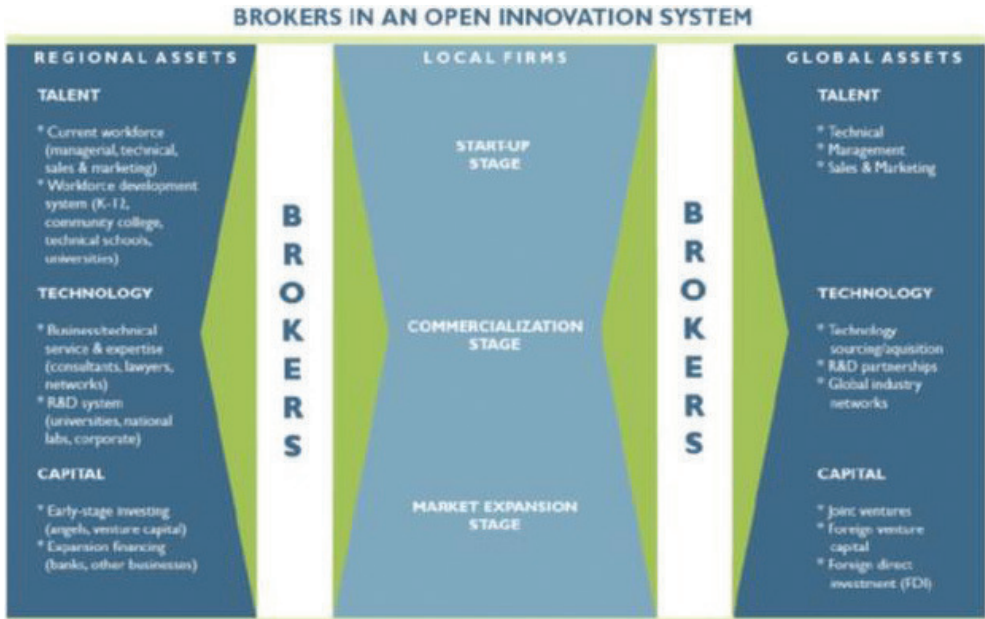 BROKERS IN AN OPEN INNOVATION SYSTEM
REGIONAL ASSETS
TALENT
* Current workforce
(managerial, technical,
sales & marketing)
* Workforce development
system (K-12,
community college,
technical schools,
universities)
TECHNOLOGY
* Business/technical
service & expertise
(consultants, lawyers,
networks)
* R&D system
(universities, national
labs, corporate)
CAPITAL
* Early-stage investing
(angels, venture capital)
* Expansion financing
(banks, other businesses)
BROKERS
LOCAL FIRMS
START-UP
STAGE
COMMERCIALIZATION
STAGE
MARKET EXPANSION
STAGE
BROKERS
GLOBAL ASSETS
TALENT
* Technical
* Management
* Sales & Marketing
TECHNOLOGY
* Technology
sourcing/aquisition
* R&D partnerships
* Global industry
networks
CAPITAL
* Joint ventures
* Foreign venture
capital
* Foreign direct
investment (FDI)